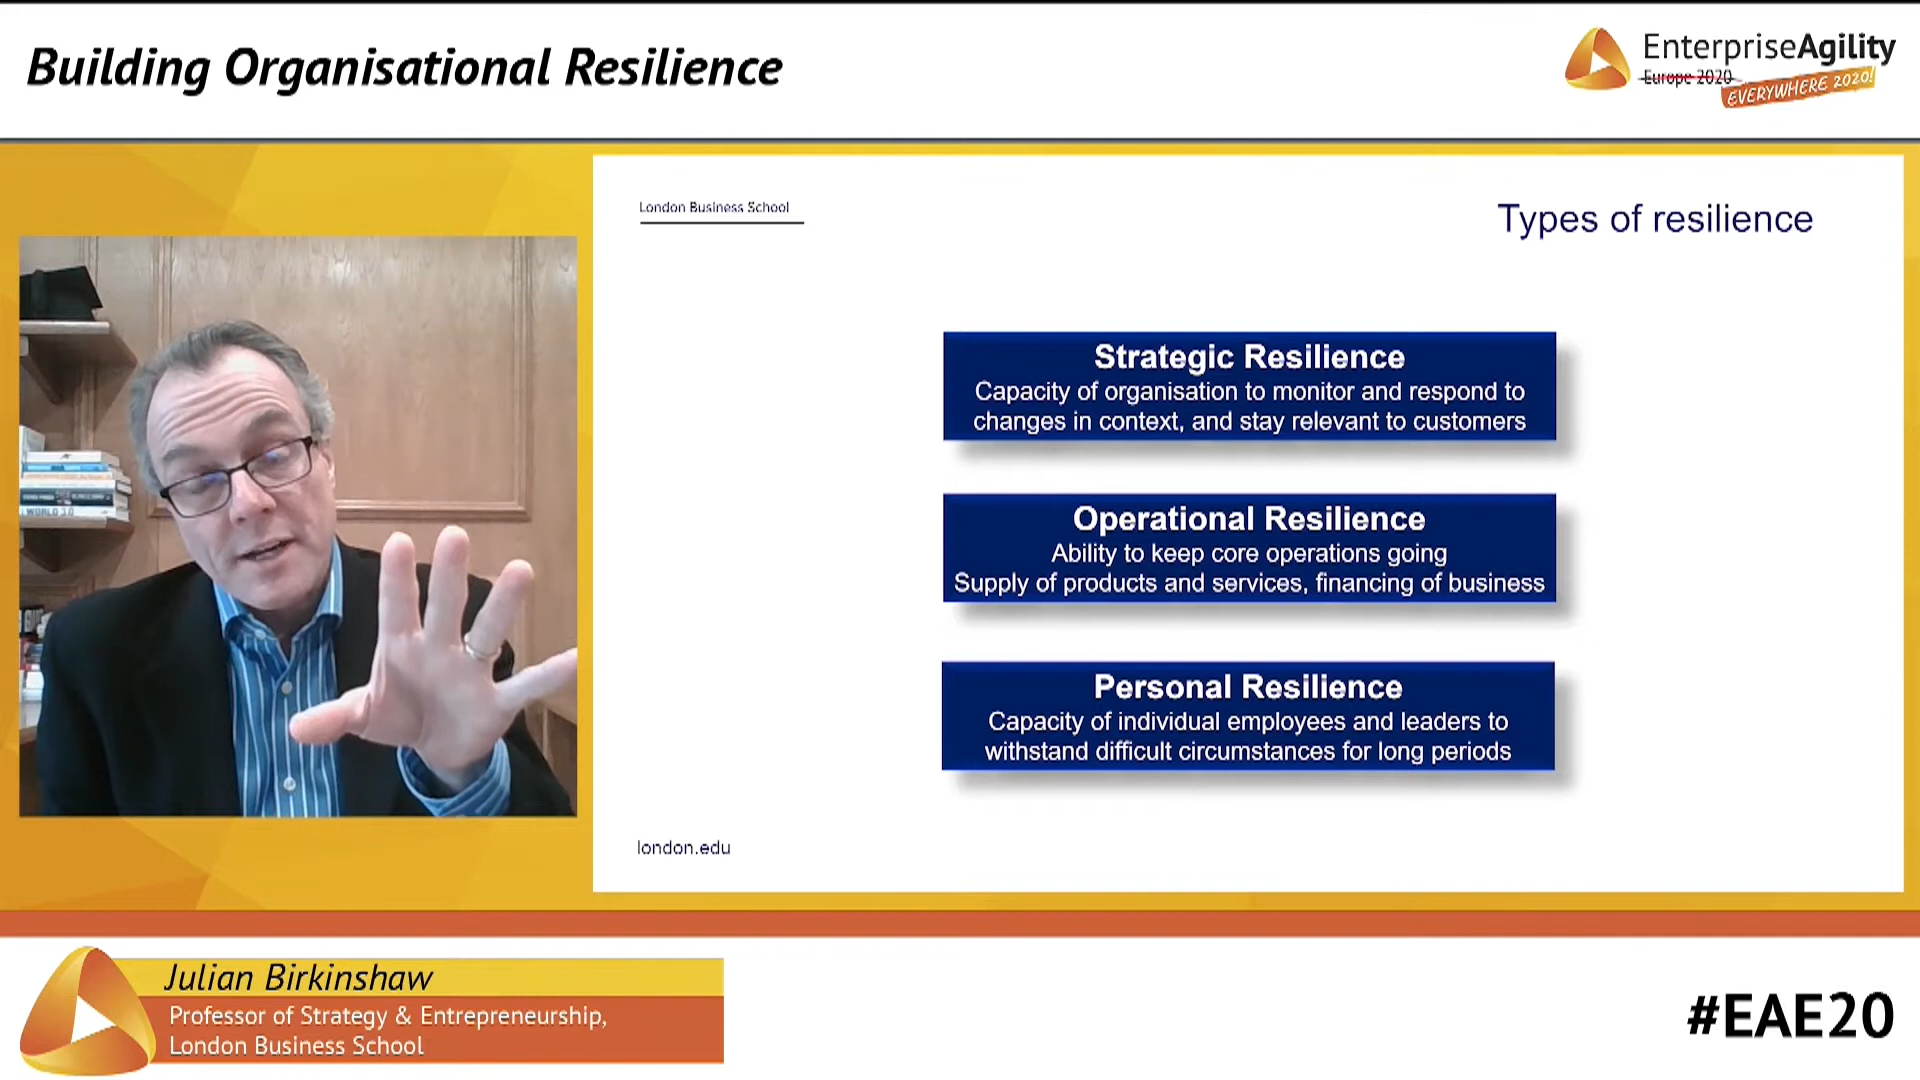 Building Organisational Resilience
EnterpriseAgility
Europe 2020
EVERYWHERE 2020!
London Business School
Types of resilience
Strategic Resilience
Capacity of organisation to monitor and respond to
changes in context, and stay relevant to customers
Operational Resilience
Ability to keep core operations going
Supply of products and services, financing of business
Personal Resilience
Capacity of individual employees and leaders to
withstand difficult circumstances for long periods
london.edu
WORLD 3.0
Julian Birkinshaw
Professor of Strategy & Entrepreneurship,
London Business School
#EAE20